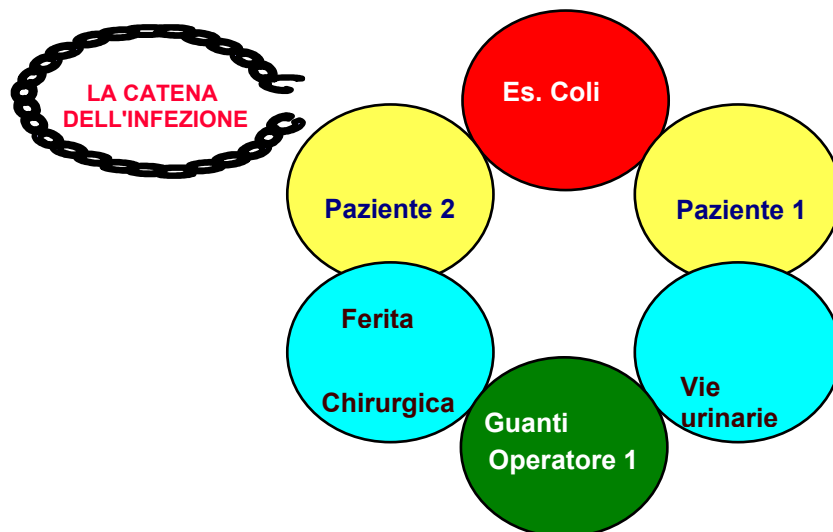 LA CATENA
DELL'INFEZIONE
Es. Coli
Paziente 2
Paziente 1
Ferita
Chirurgica
Vie
urinarie
Guanti
Operatore 1